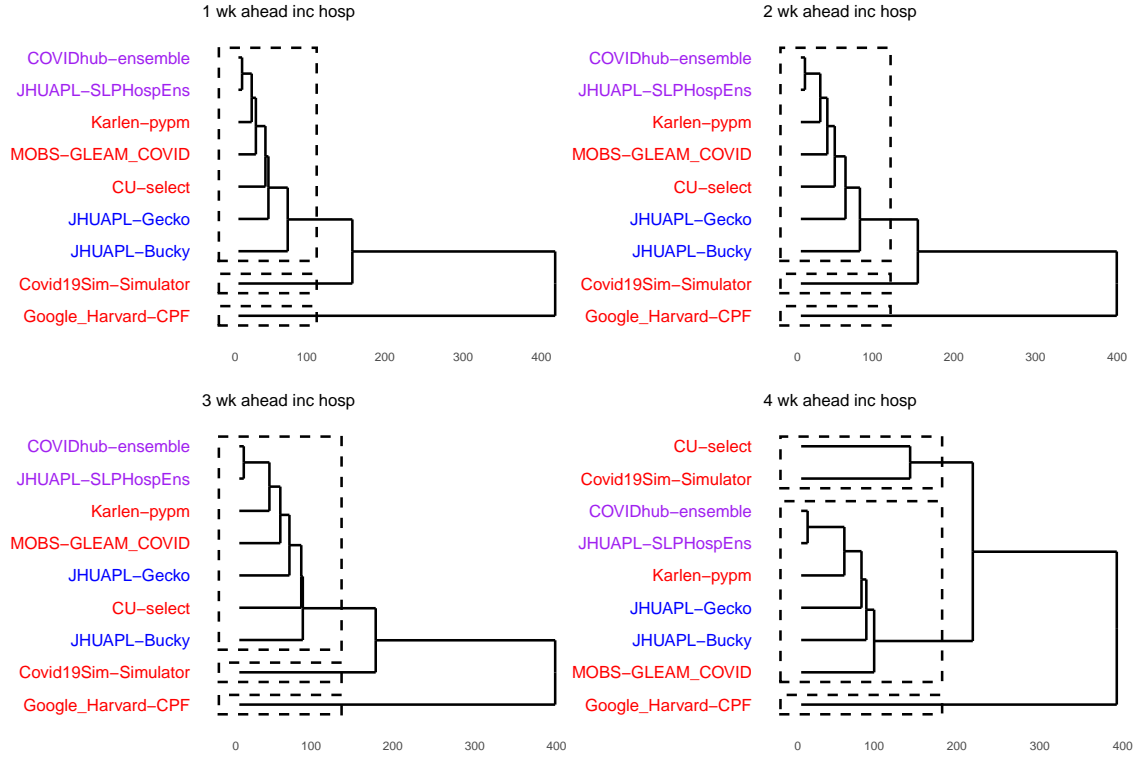 1 wk ahead inc hosp
COVIDhub−ensemble
JHUAPL−SLPHospEns
Karlen−pypm
MOBS−GLEAM_COVID
CU−select
JHUAPL−Gecko
JHUAPL−Bucky
Covid19Sim−Simulator
Google_Harvard−CPF
0 100 200 300 400
2 wk ahead inc hosp
COVIDhub−ensemble
JHUAPL−SLPHospEns
Karlen−pypm
MOBS−GLEAM_COVID
CU−select
JHUAPL−Gecko
JHUAPL−Bucky
Covid19Sim−Simulator
Google_Harvard−CPF
0 100 200 300 400
3 wk ahead inc hosp
COVIDhub−ensemble
JHUAPL−SLPHospEns
Karlen−pypm
MOBS−GLEAM_COVID
JHUAPL−Gecko
CU−select
JHUAPL−Bucky
Covid19Sim−Simulator
Google_Harvard−CPF
0 100 200 300 400
4 wk ahead inc hosp
CU−select
Covid19Sim−Simulator
COVIDhub−ensemble
JHUAPL−SLPHospEns
Karlen−pypm
JHUAPL−Gecko
JHUAPL−Bucky
MOBS−GLEAM_COVID
Google_Harvard−CPF
0 100 200 300 400